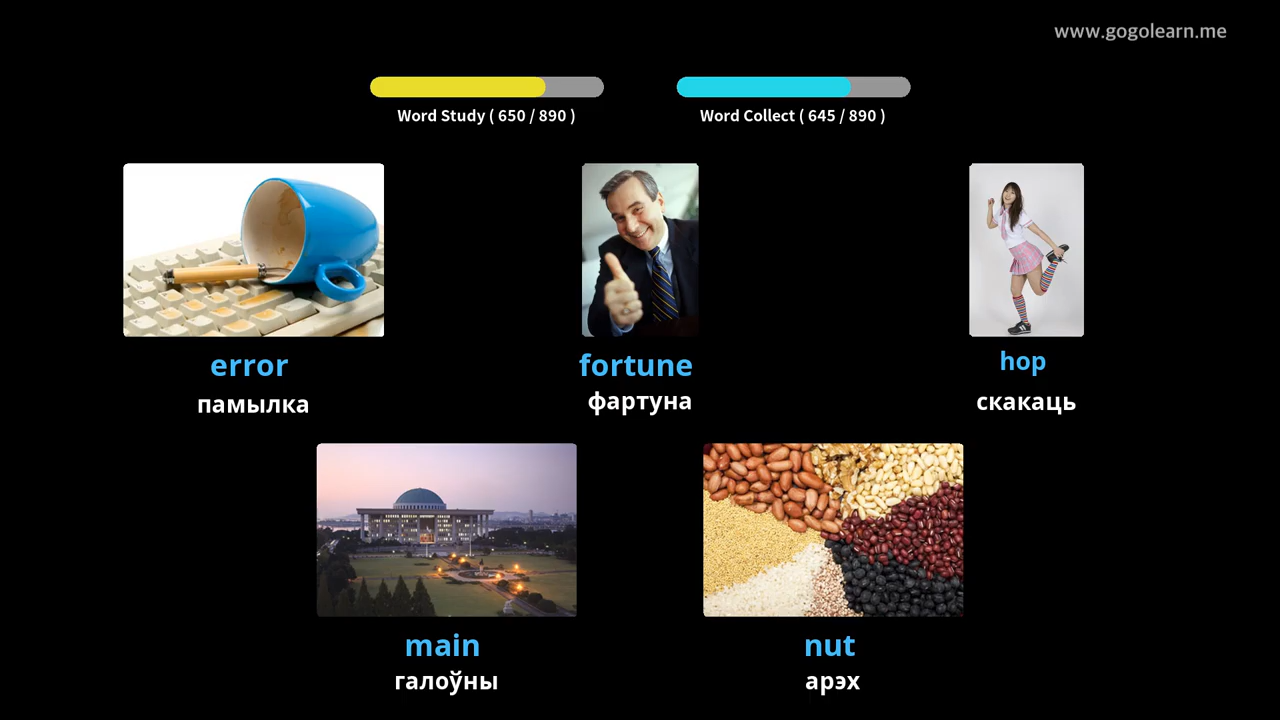 www.gogolearn.me
Word Study ( 650 / 890 )
Word Collect ( 645 / 890 )
error
памылка
fortune
фартуна
hop
скакаць
main
галоўны
nut
арэх